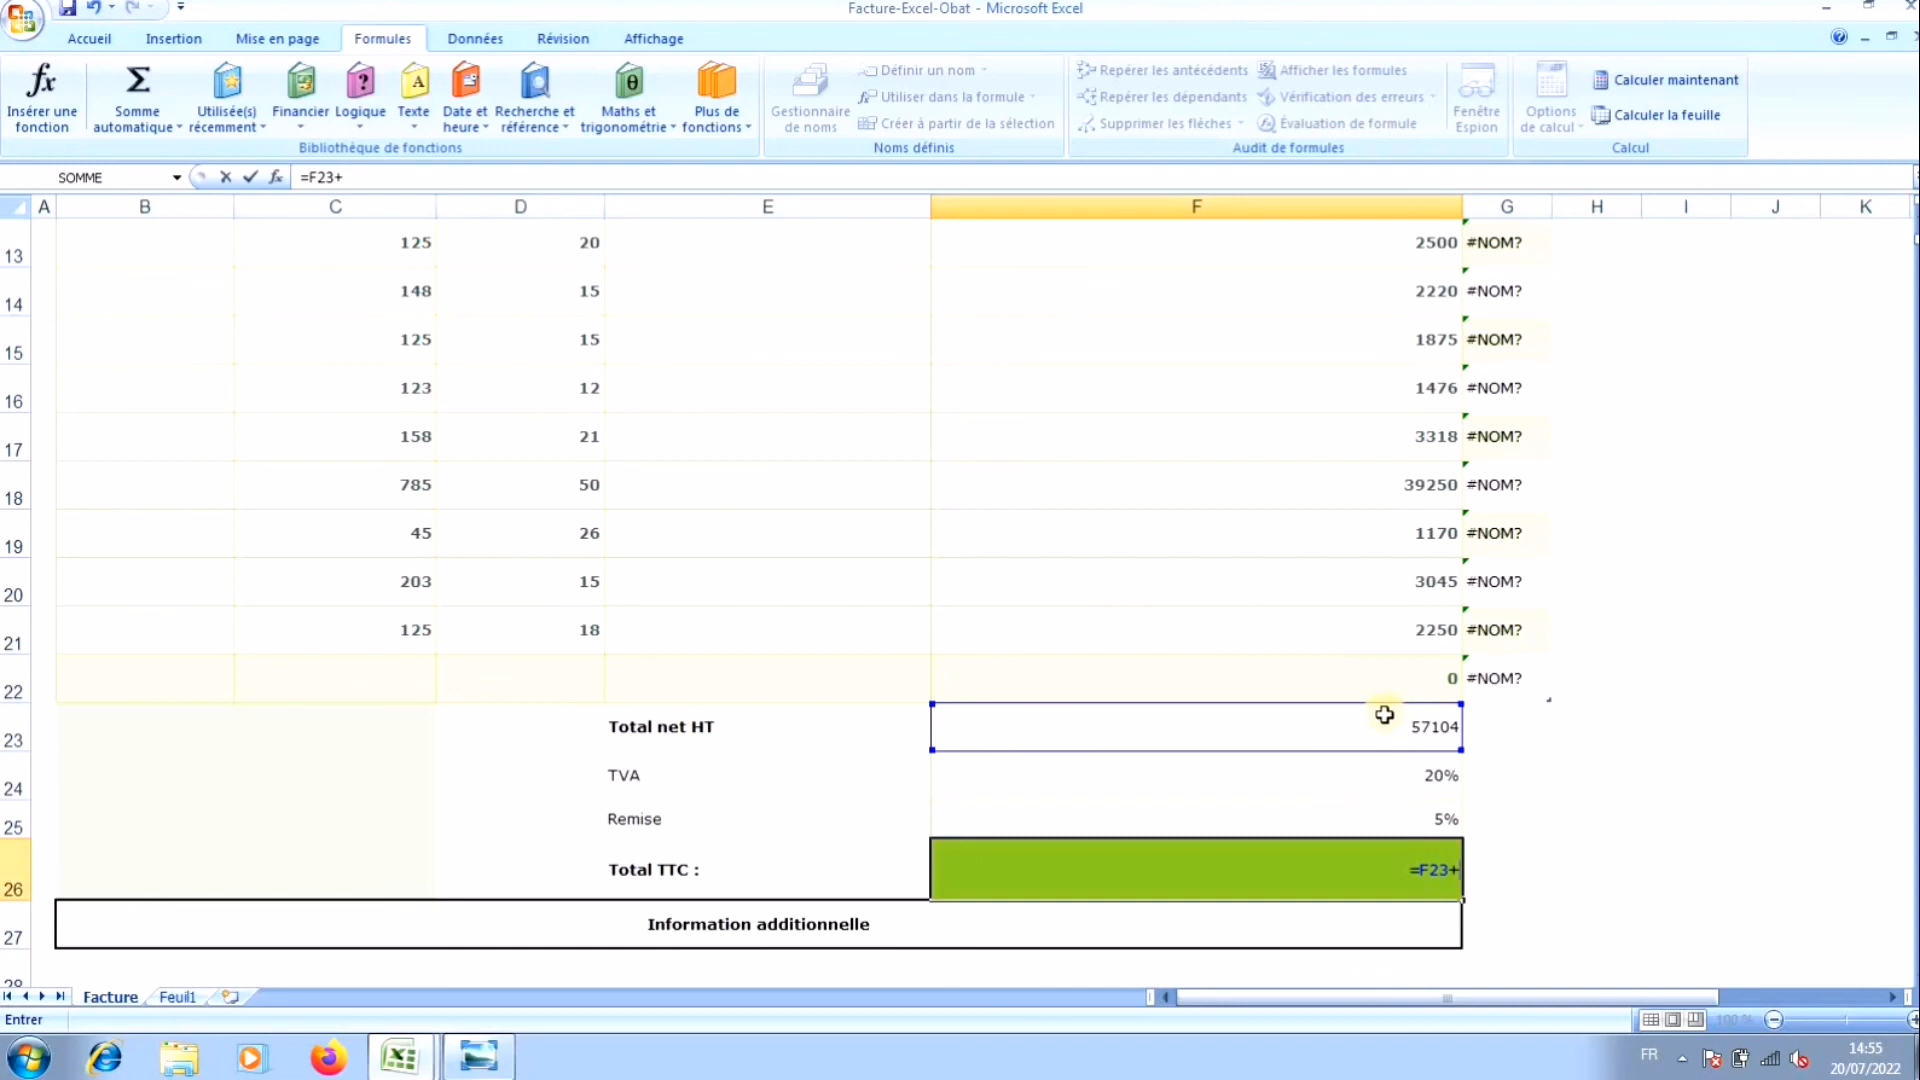 Facture-Excel-Obat - Microsoft Excel
Accueil Insertion Mise en page Formules Données Révision Affichage
Insérer une fonction
Somme automatique
Utilisée(s) récemment
Financier
Logique
Texte
Date et heure
Recherche et référence
Maths et trigonométrie
Plus de fonctions
Bibliothèque de fonctions
Gestionnaire de noms
Définir un nom
Utiliser dans la formule
Créer à partir de la sélection
Noms définis
Repérer les antécédents
Repérer les dépendants
Supprimer les flèches
Afficher les formules
Vérification des erreurs
Évaluation de formule
Audit de formules
Fenêtre Espion
Options de calcul
Calculer maintenant
Calculer la feuille
Calcul
SOMME fx =F23+
A B C D E F G H I J K
13 125 20 2500 #NOM?
14 148 15 2220 #NOM?
15 125 15 1875 #NOM?
16 123 12 1476 #NOM?
17 158 21 3318 #NOM?
18 785 50 39250 #NOM?
19 45 26 1170 #NOM?
20 203 15 3045 #NOM?
21 125 18 2250 #NOM?
22 0 #NOM?
23 Total net HT 57104
24 TVA 20%
25 Remise 5%
26 Total TTC : =F23+
27 Information additionnelle
28
Facture Feuil1
Entrer 100 %
FR 14:55
20/07/2022